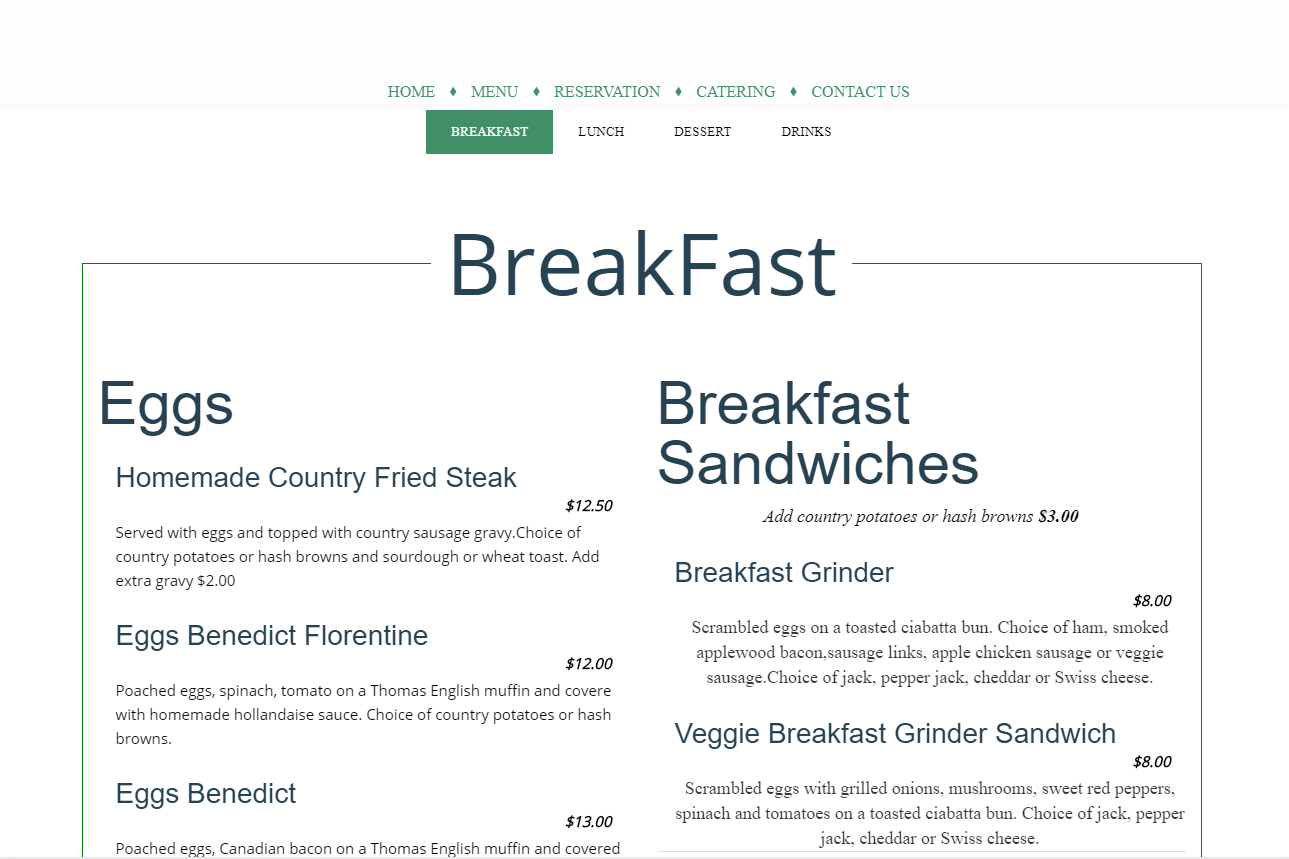 HOME ♦ MENU ♦ RESERVATION ♦ CATERING ♦ CONTACT US
BREAKFAST LUNCH DESSERT DRINKS
BreakFast
Eggs
Homemade Country Fried Steak
$12.50
Served with eggs and topped with country sausage gravy.Choice of
country potatoes or hash browns and sourdough or wheat toast. Add
extra gravy $2.00
Eggs Benedict Florentine
$12.00
Poached eggs, spinach, tomato on a Thomas English muffin and covere
with homemade hollandaise sauce. Choice of country potatoes or hash
browns.
Eggs Benedict
$13.00
Poached eggs, Canadian bacon on a Thomas English muffin and covered
Breakfast
Sandwiches
Add country potatoes or hash browns $3.00
Breakfast Grinder
$8.00
Scrambled eggs on a toasted ciabatta bun. Choice of ham, smoked
applewood bacon,sausage links, apple chicken sausage or veggie
sausage.Choice of jack, pepper jack, cheddar or Swiss cheese.
Veggie Breakfast Grinder Sandwich
$8.00
Scrambled eggs with grilled onions, mushrooms, sweet red peppers,
spinach and tomatoes on a toasted ciabatta bun. Choice of jack, pepper
jack, cheddar or Swiss cheese.